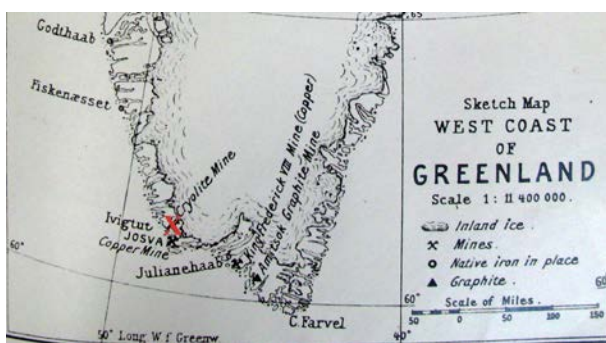 65
Godthaab
Fiskenæsset
Cryolite Mine
Ivigtut
JOSVA
Copper Mine
Julianehaab
King Frederick VIII Mine (Copper)
Amitsok Graphite Mine
C. Farvel
60
60
60
50° Long W f Greenw.
40°
Sketch Map
WEST COAST
OF
GREENLAND
Scale 1: 11 400 000.
Inland ice.
Mines.
Native iron in place
Graphite.
Scale of Miles.
50 0 50 100 150